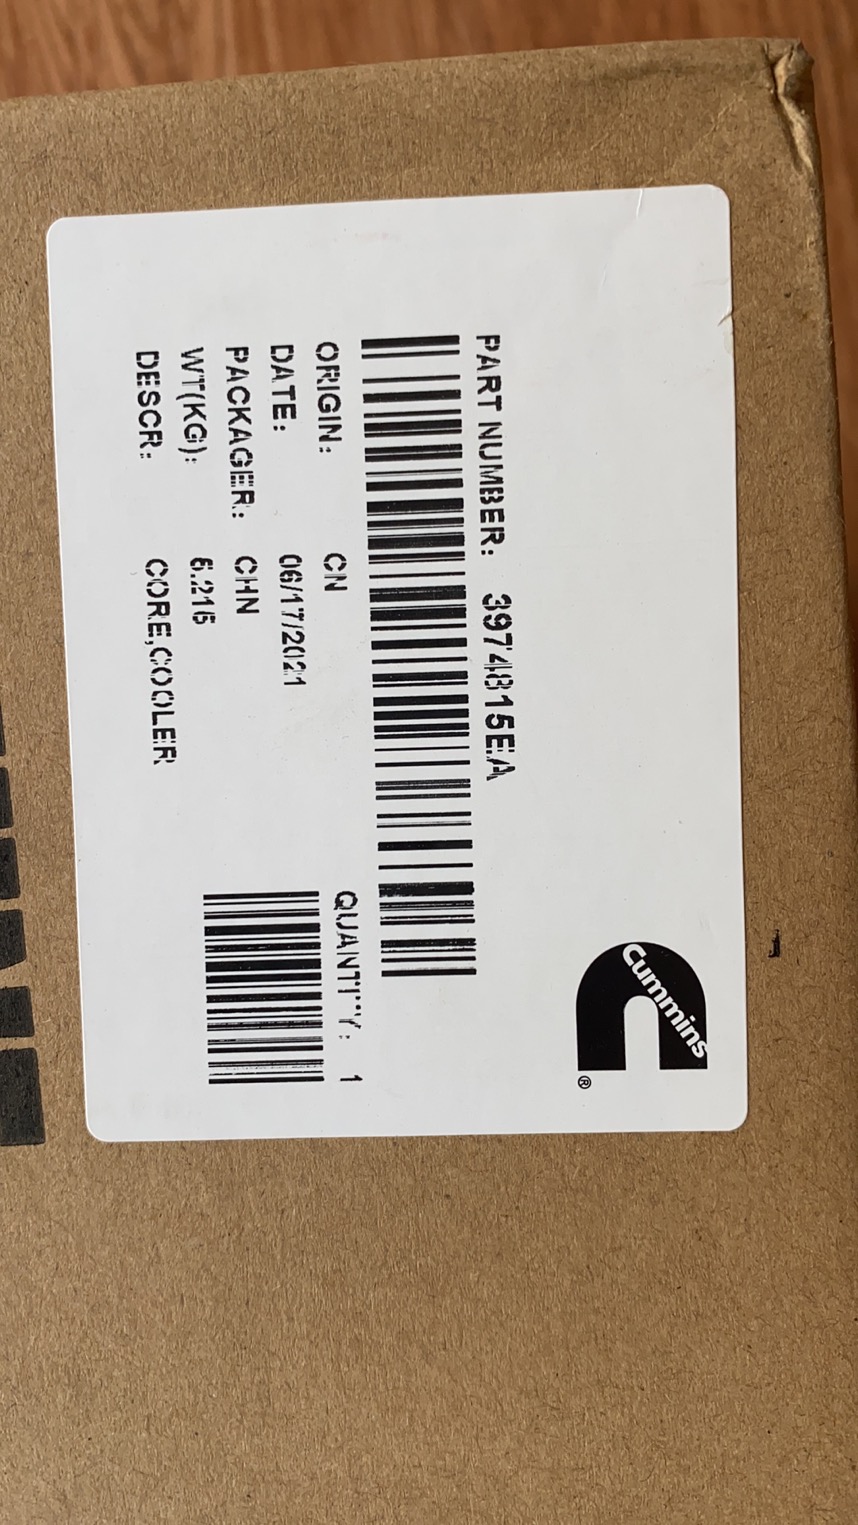 Cummins
®
PART NUMBER: 3974815EA
ORIGIN: CN
QUANTITY: 1
DATE: 06/17/2021
PACKAGER: CHN
WT(KG): 6.216
DESCR: CORE,COOLER